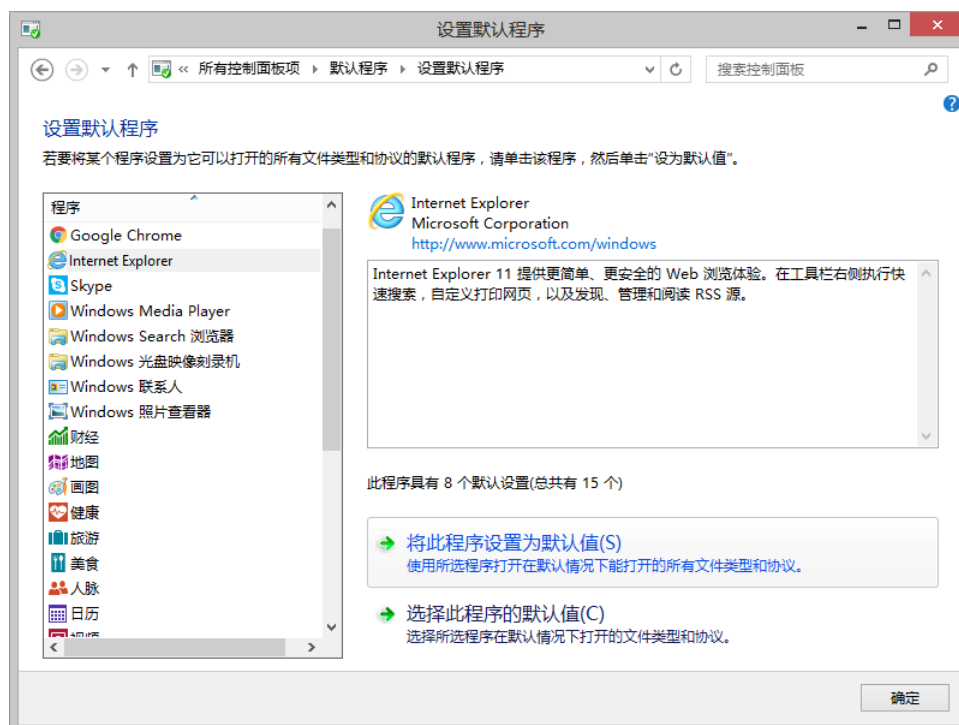 设置默认程序
« 所有控制面板项 默认程序 设置默认程序
搜索控制面板
设置默认程序
若要将某个程序设置为它可以打开的所有文件类型和协议的默认程序，请单击该程序，然后单击“设为默认值”。
程序
Google Chrome
Internet Explorer
Skype
Windows Media Player
Windows Search 浏览器
Windows 光盘映像刻录机
Windows 联系人
Windows 照片查看器
财经
地图
画图
健康
旅游
美食
人脉
日历
Internet Explorer
Microsoft Corporation
http://www.microsoft.com/windows
Internet Explorer 11 提供更简单、更安全的 Web 浏览体验。在工具栏右侧执行快
速搜索，自定义打印网页，以及发现、管理和阅读 RSS 源。
此程序具有 8 个默认设置(总共有 15 个)
将此程序设置为默认值(S)
使用所选程序打开在默认情况下能打开的所有文件类型和协议。
选择此程序的默认值(C)
选择所选程序在默认情况下打开的文件类型和协议。
确定